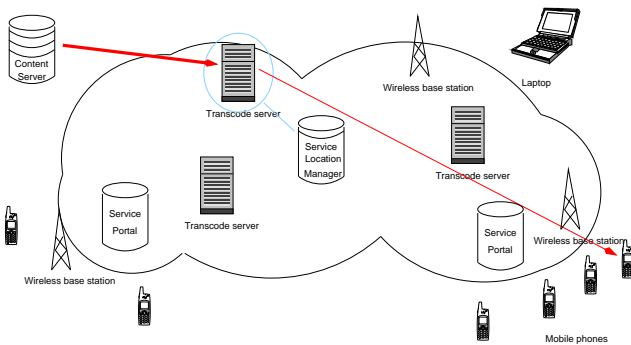 Content
Server
Transcode server
Wireless base station
Laptop
Service
Location
Manager
Transcode server
Service
Portal
Transcode server
Service
Portal
Wireless base station
Wireless base station
Mobile phones